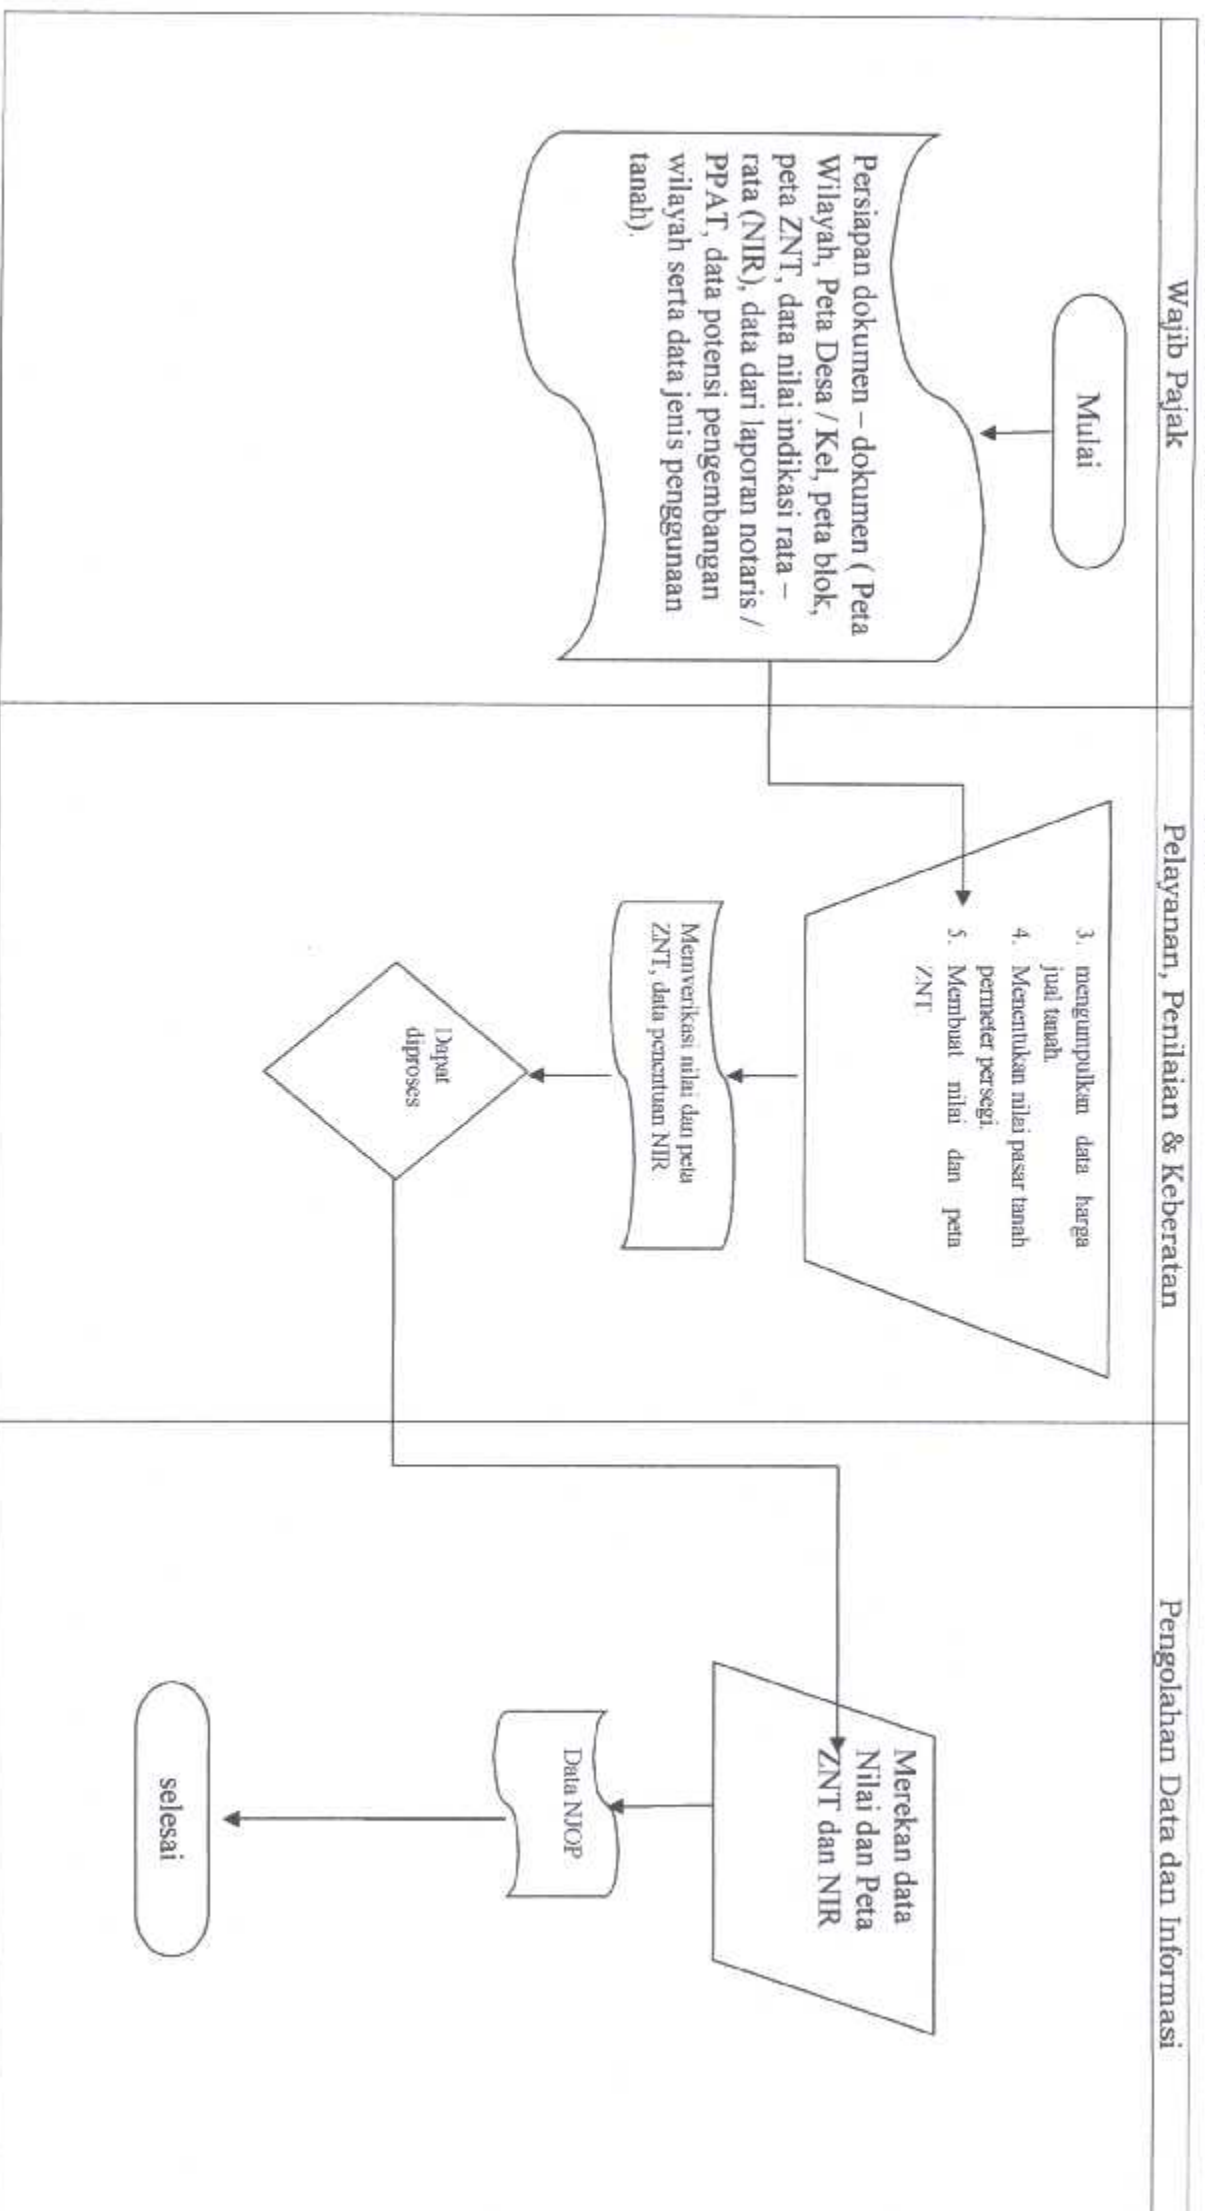 Wajib Pajak
Mulai
Persiapan dokumen – dokumen ( Peta
Wilayah, Peta Desa / Kel, peta blok,
peta ZNT, data nilai indikasi rata –
rata (NIR), data dari laporan notaris /
PPAT, data potensi pengembangan
wilayah serta data jenis penggunaan
tanah).
Pelayanan, Penilaian & Keberatan
3. mengumpulkan data harga
jual tanah.
4. Menentukan nilai pasar tanah
permeter persegi.
5. Membuat nilai dan peta
ZNT
Memverikasi nilai dan peta
ZNT, data penentuan NIR
Dapat
diproses
Pengolahan Data dan Informasi
Merekan data
Nilai dan Peta
ZNT dan NIR
Data NJOP
selesai